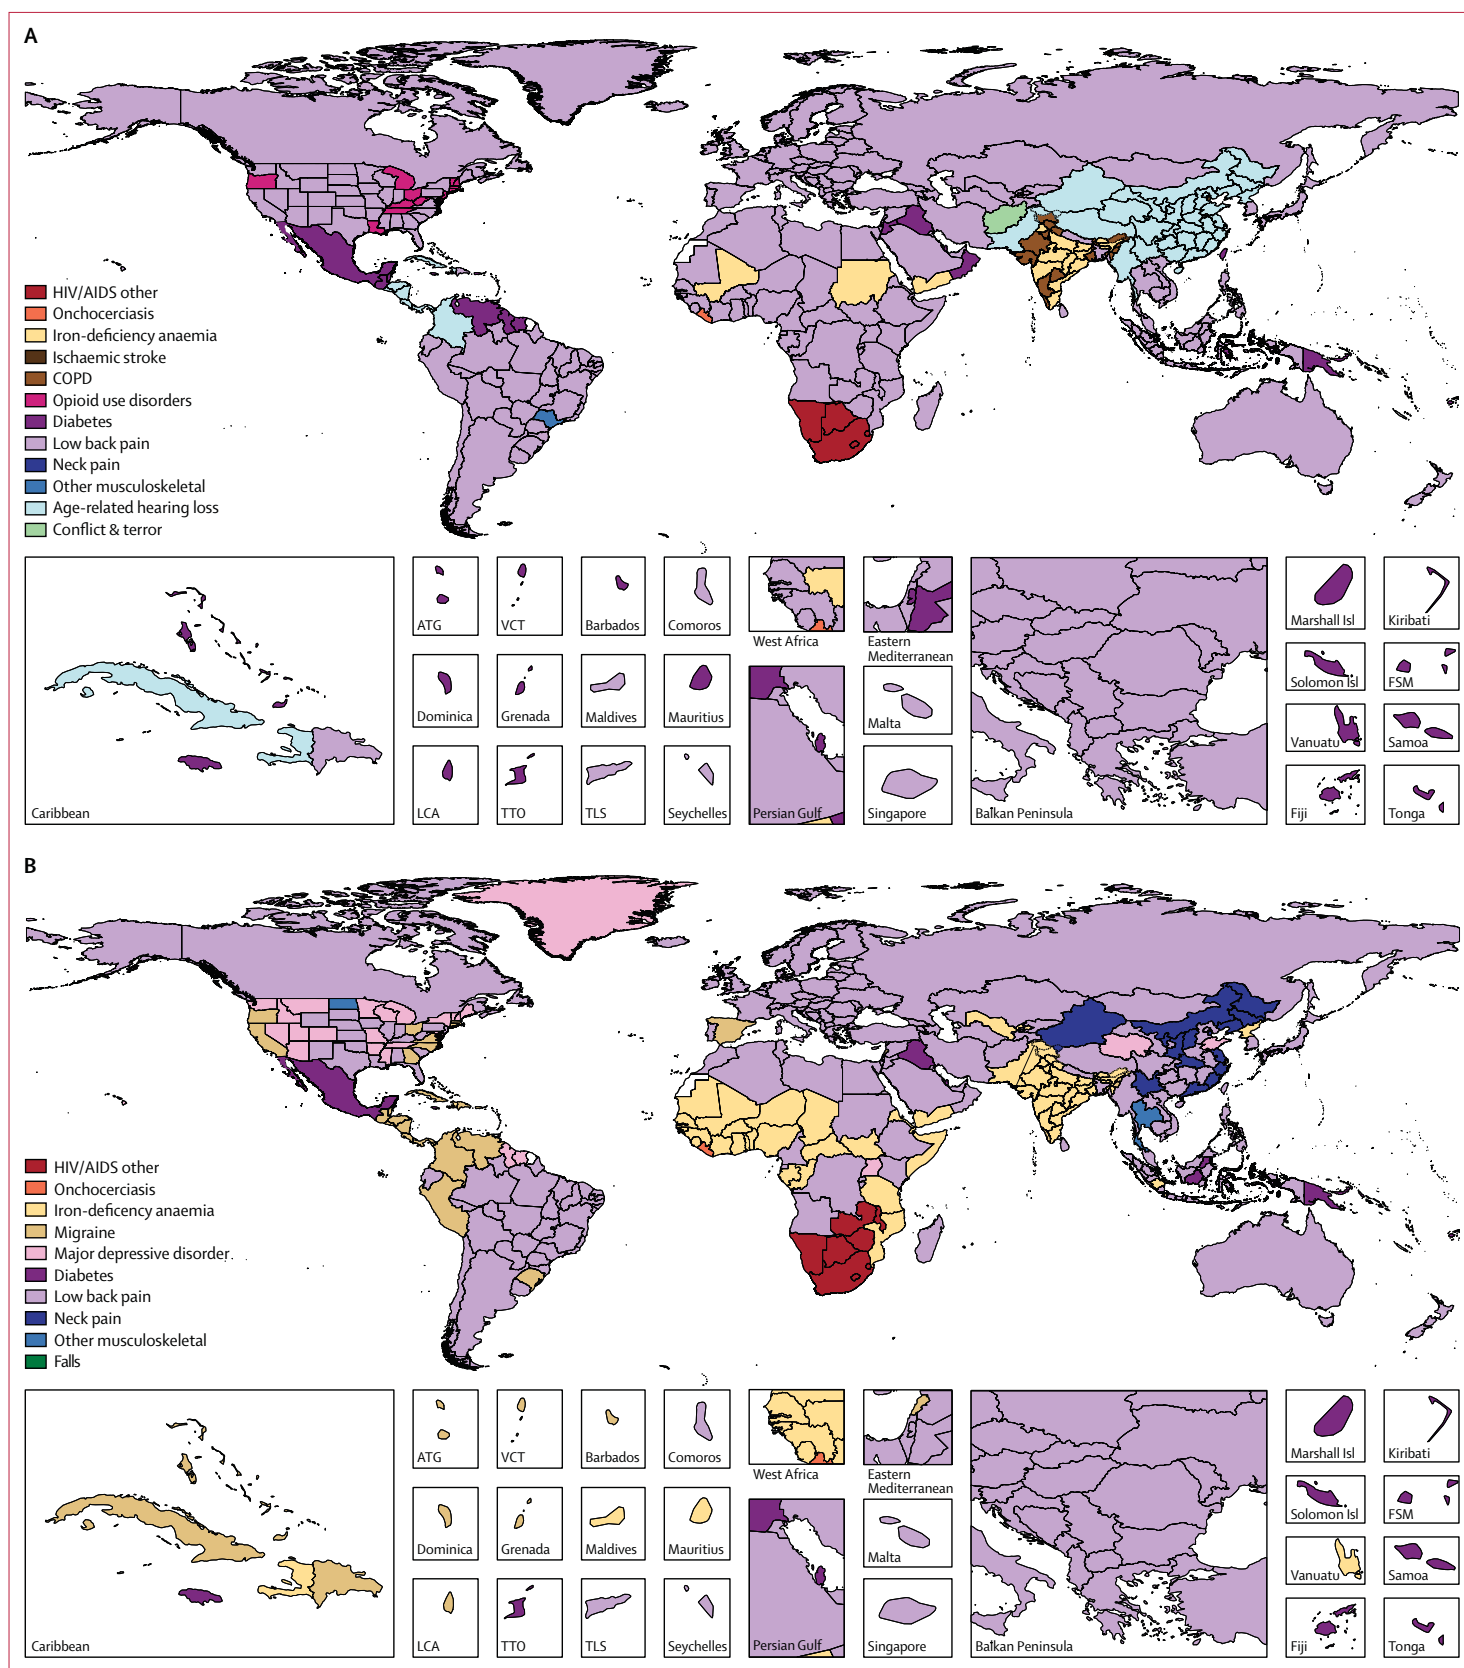 A
HIV/AIDS other
Onchocerciasis
Iron-deficiency anaemia
Ischaemic stroke
COPD
Opioid use disorders
Diabetes
Low back pain
Neck pain
Other musculoskeletal
Age-related hearing loss
Conflict & terror
Caribbean
ATG
VCT
Barbados
Comoros
West Africa
Eastern
Mediterranean
Balkan Peninsula
Marshall Isl
Kiribati
Dominica
Grenada
Maldives
Mauritius
Malta
Solomon Isl
FSM
Vanuatu
Samoa
LCA
TTO
TLS
Seychelles
Persian Gulf
Singapore
Fiji
Tonga
B
HIV/AIDS other
Onchocerciasis
Iron-deficency anaemia
Migraine
Major depressive disorder
Diabetes
Low back pain
Neck pain
Other musculoskeletal
Falls
Caribbean
ATG
VCT
Barbados
Comoros
West Africa
Eastern
Mediterranean
Balkan Peninsula
Marshall Isl
Kiribati
Dominica
Grenada
Maldives
Mauritius
Malta
Solomon Isl
FSM
Vanuatu
Samoa
LCA
TTO
TLS
Seychelles
Persian Gulf
Singapore
Fiji
Tonga